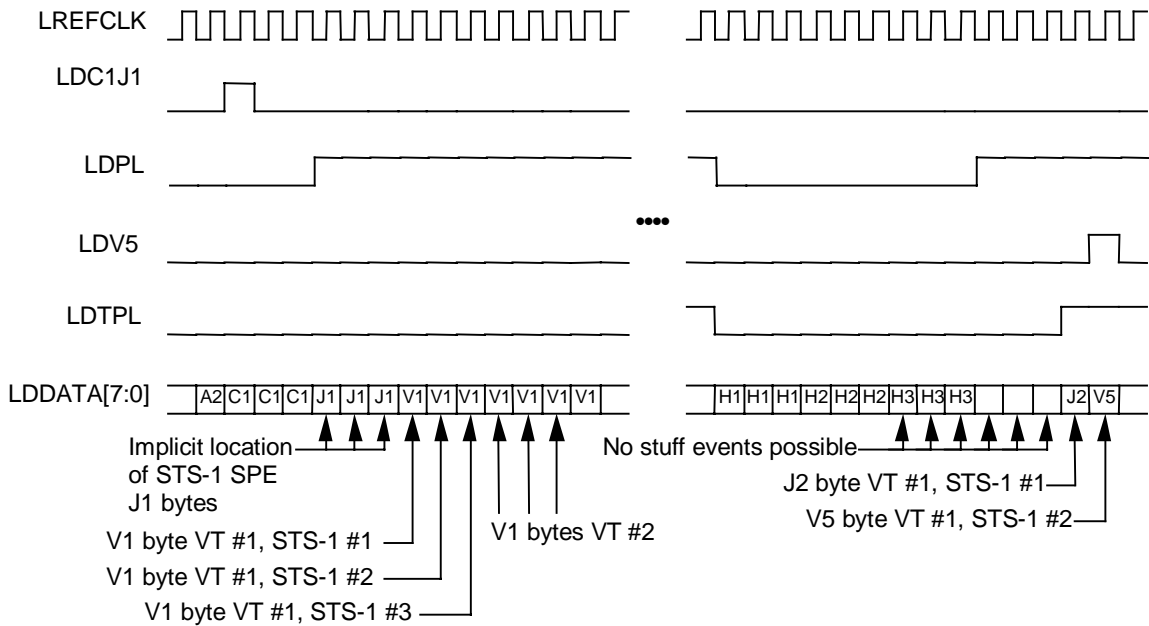 LREFCLK
LDC1J1
LDPL
LDV5
LDTPL
LDDATA[7:0] A2 C1 C1 C1 J1 J1 J1 V1 V1 V1 V1 V1 V1 V1 H1 H1 H1 H2 H2 H2 H3 H3 H3 J2 V5
Implicit location
of STS-1 SPE
J1 bytes
No stuff events possible
J2 byte VT #1, STS-1 #1
V5 byte VT #1, STS-1 #2
V1 bytes VT #2
V1 byte VT #1, STS-1 #1
V1 byte VT #1, STS-1 #2
V1 byte VT #1, STS-1 #3